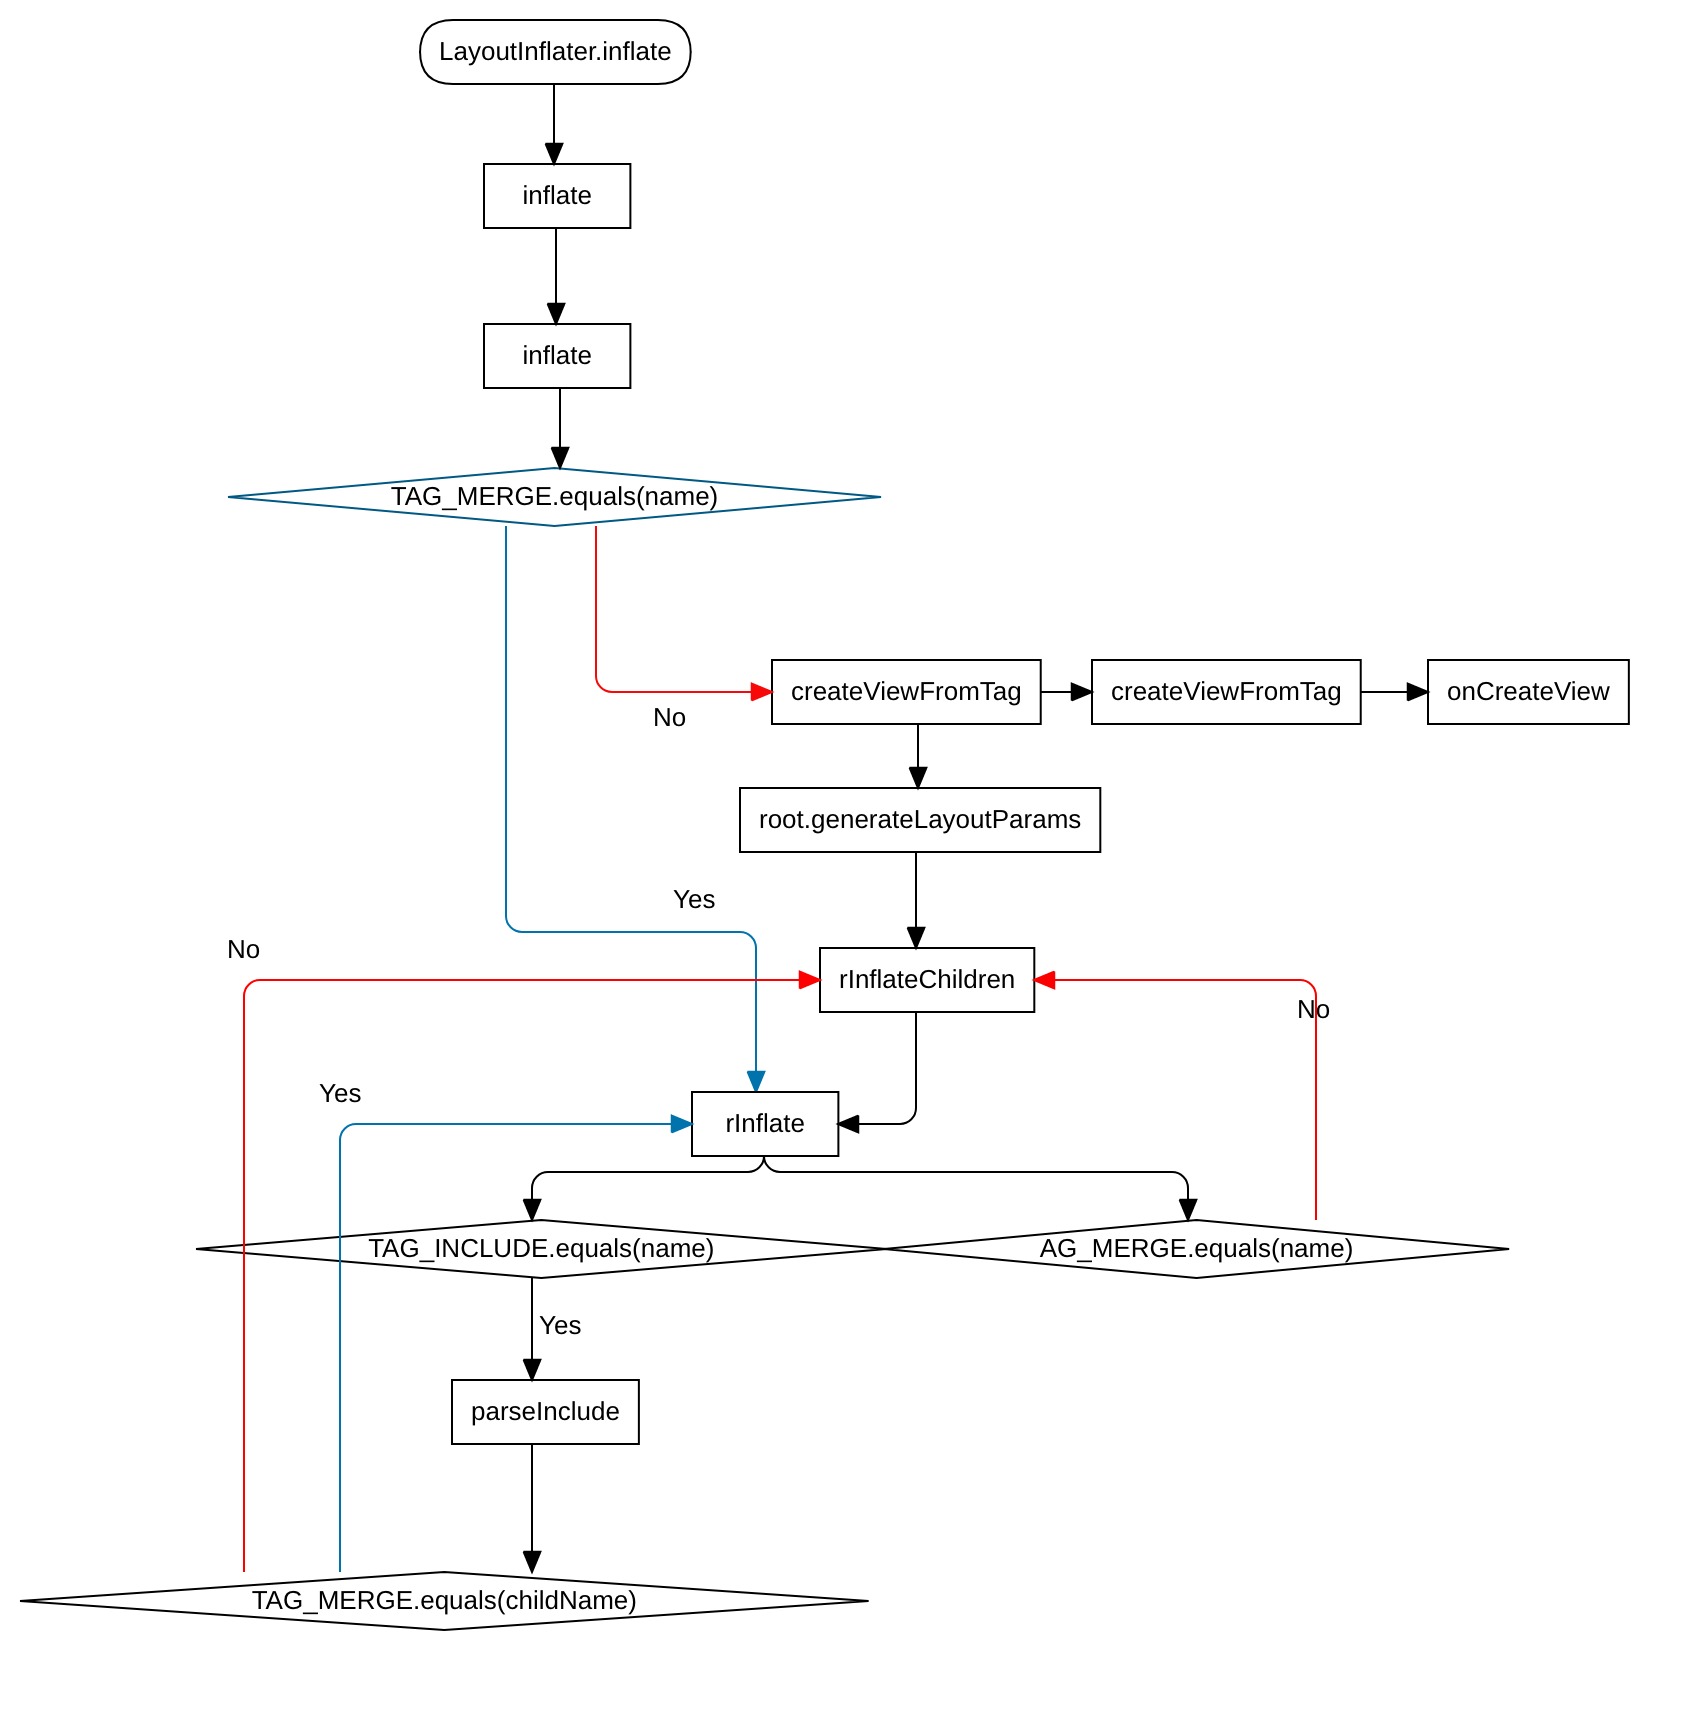 LayoutInflater.inflate
inflate
inflate
TAG_MERGE.equals(name)
createViewFromTag
createViewFromTag
onCreateView
No
root.generateLayoutParams
Yes
No
rInflateChildren
No
Yes
rInflate
TAG_INCLUDE.equals(name)
AG_MERGE.equals(name)
Yes
parseInclude
TAG_MERGE.equals(childName)